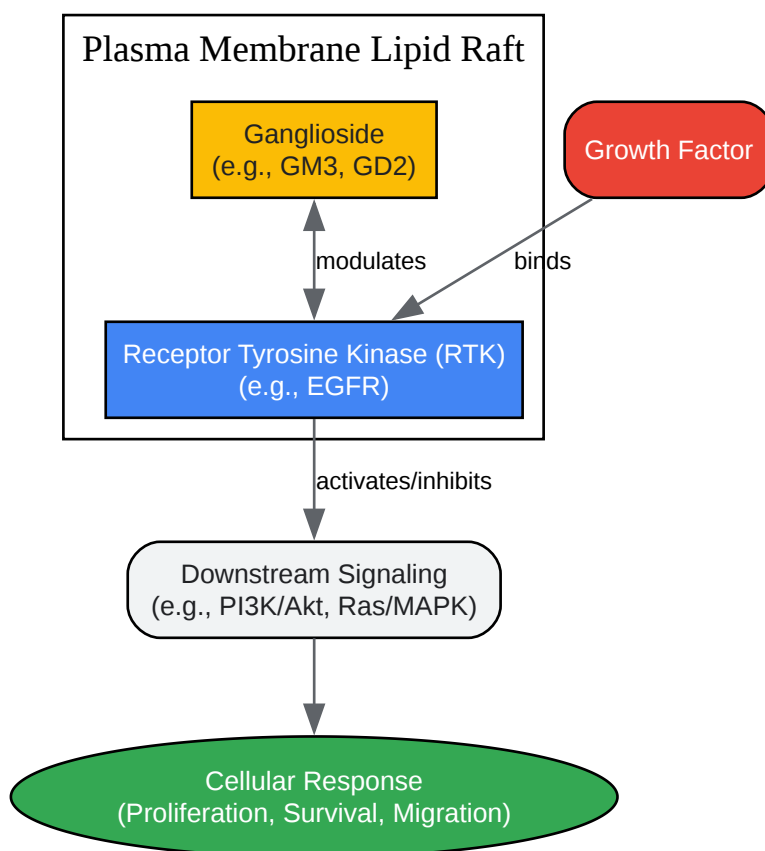 Plasma Membrane Lipid Raft
Ganglioside
(e.g., GM3, GD2)
Growth Factor
modulates
binds
Receptor Tyrosine Kinase (RTK)
(e.g., EGFR)
activates/inhibits
Downstream Signaling
(e.g., PI3K/Akt, Ras/MAPK)
Cellular Response
(Proliferation, Survival, Migration)